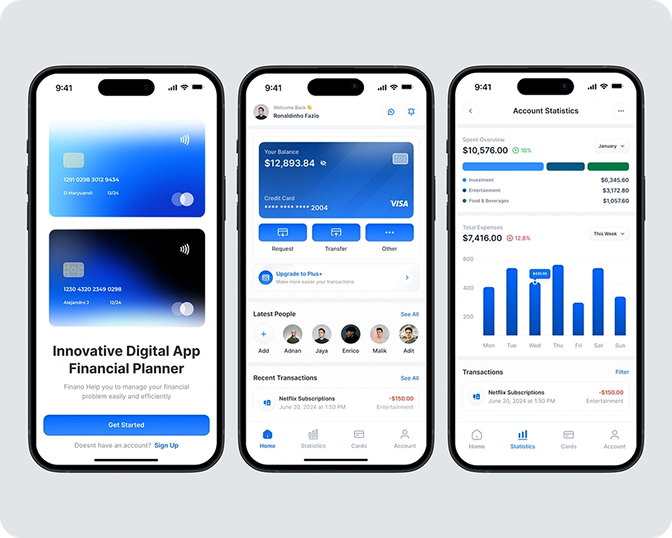 9:41
1291 0298 3012 9434
D Maryuandi 12/24
1230 4320 2349 0298
Alejandro J 12/24
Innovative Digital App
Financial Planner
Finano Help you to manage your financial
problem easily and efficiently
Get Started
Doesnt have an account? Sign Up
9:41
Welcome Back 👋
Ronaldinho Fazio
Your Balance
$12,893.84
Credit Card
**** **** **** 2004
VISA
Request Transfer Other
Upgrade to Plus+
Make more easier your transactions
Latest People See All
Add Adnan Jaya Enrico Malik Adit
Recent Transactions See All
Netflix Subscriptions -$150.00
June 20, 2024 at 1:50 PM Entertainment
Home Statistics Cards Account
9:41
Account Statistics
Spent Overview
$10,576.00 16% January
Investment $6,345.60
Entertainment $3,172.80
Food & Beverages $1,057.60
Total Expenses
$7,416.00 12.8% This Week
800
400
200
Mon Tue Wed Thu Fri Sat Sun
Transactions Filter
Netflix Subscriptions -$150.00
June 20, 2024 at 1:50 PM Entertainment
Home Statistics Cards Account